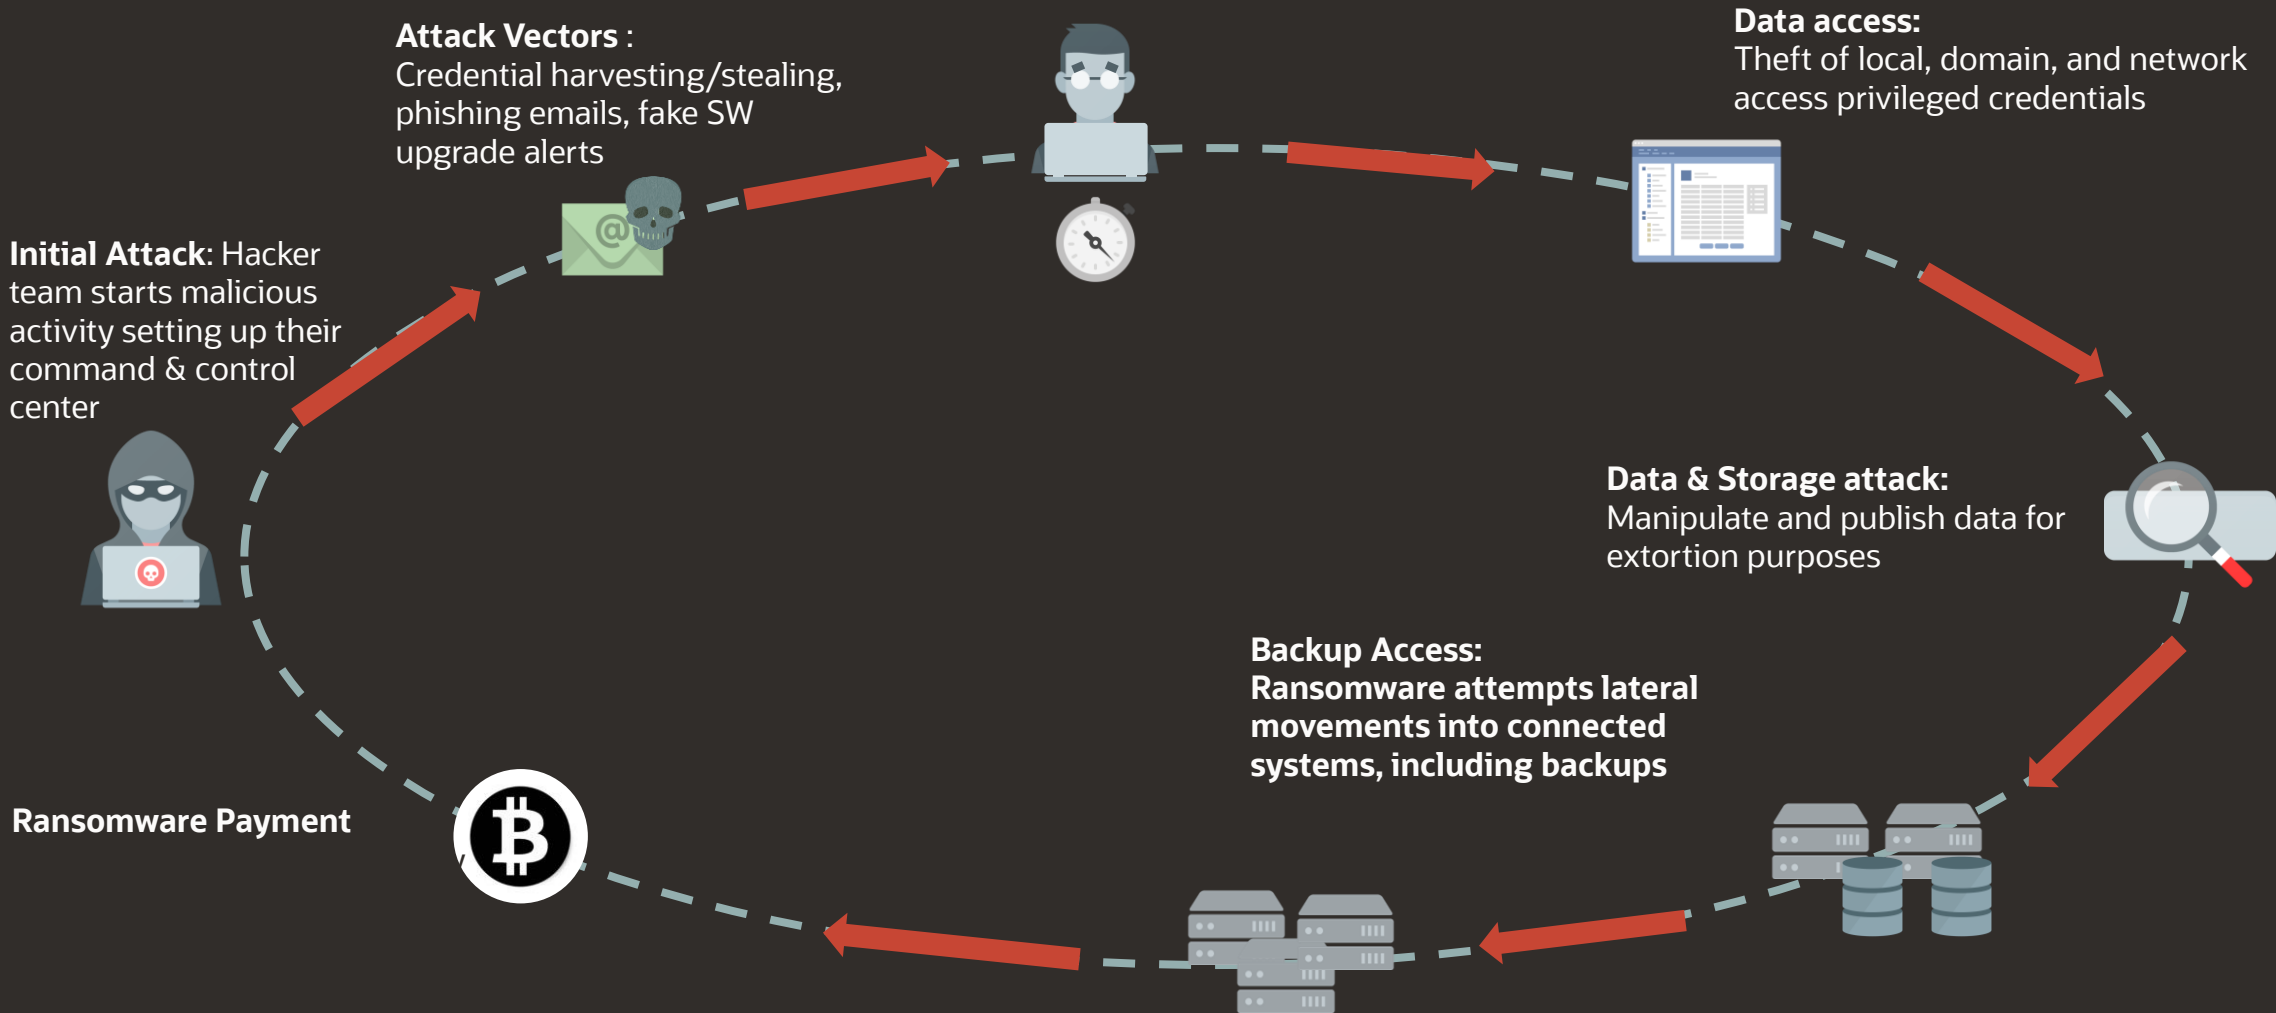 Attack Vectors :
Credential harvesting/stealing,
phishing emails, fake SW
upgrade alerts
Data access:
Theft of local, domain, and network
access privileged credentials
@
Initial Attack: Hacker
team starts malicious
activity setting up their
command & control
center
Data & Storage attack:
Manipulate and publish data for
extortion purposes
Backup Access:
Ransomware attempts lateral
movements into connected
systems, including backups
Ransomware Payment